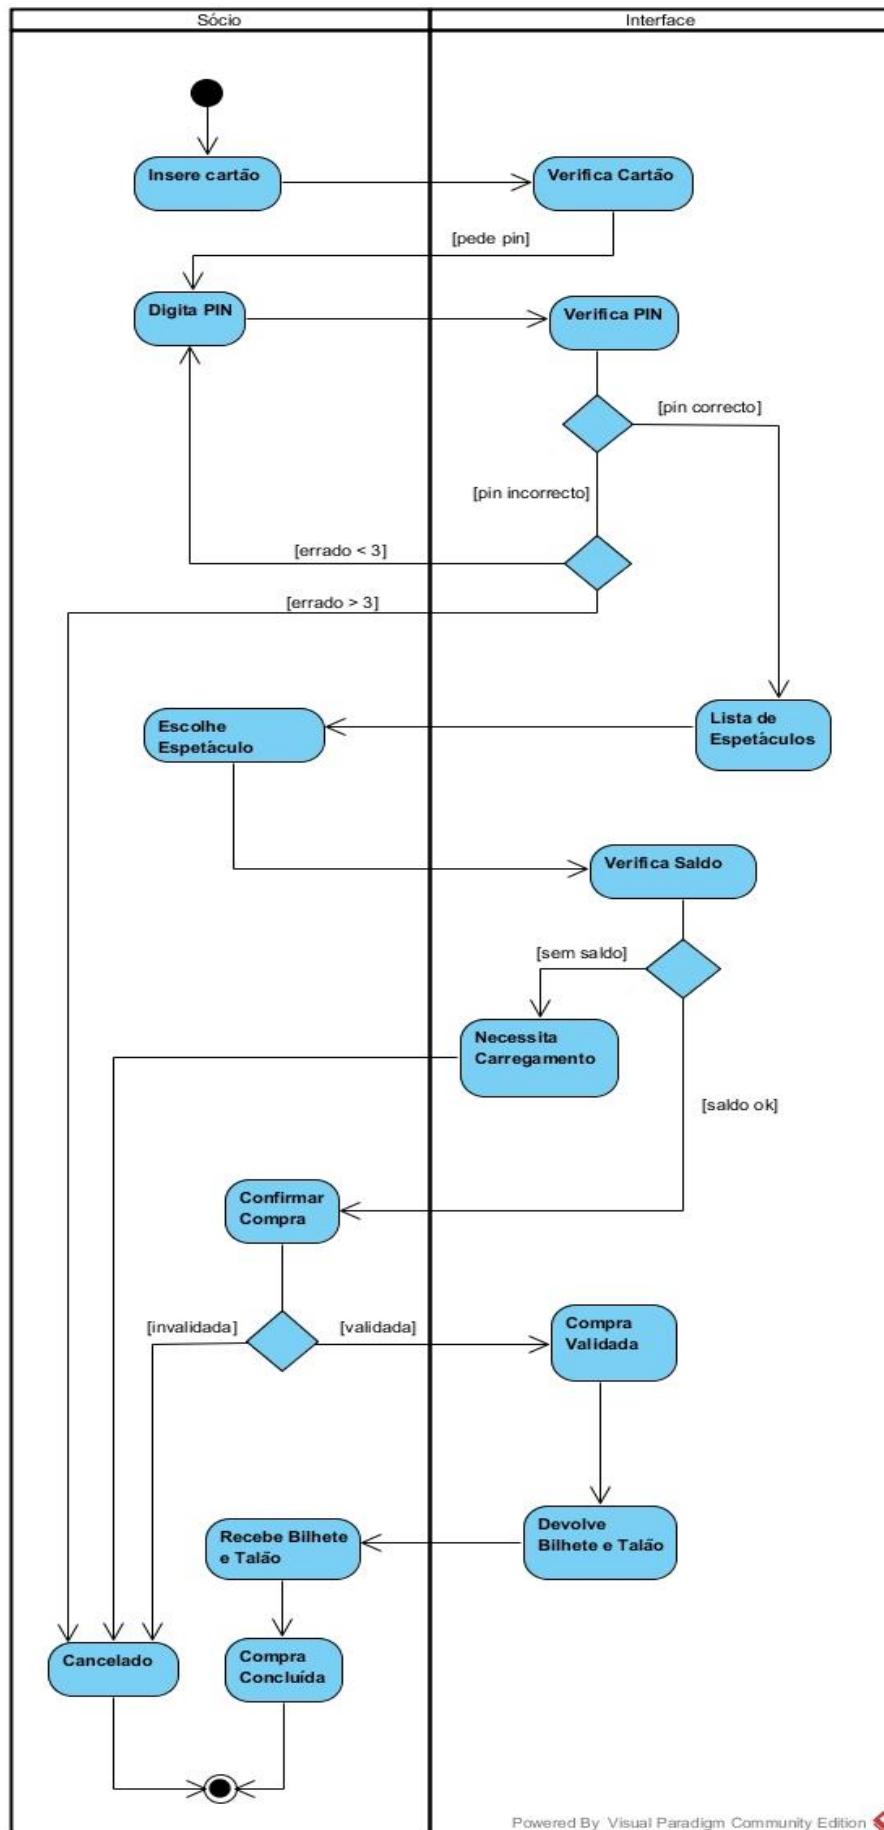 Sócio
Interface
Insere cartão
Verifica Cartão
[pede pin]
Digita PIN
Verifica PIN
[pin correcto]
[pin incorrecto]
[errado < 3]
[errado > 3]
Escolhe
Espetáculo
Lista de
Espetáculos
Verifica Saldo
[sem saldo]
Necessita
Carregamento
[saldo ok]
Confirmar
Compra
[invalidada]
[validada]
Compra
Validada
Recebe Bilhete
e Talão
Devolve
Bilhete e Talão
Cancelado
Compra
Concluída
Powered By Visual Paradigm Community Edition